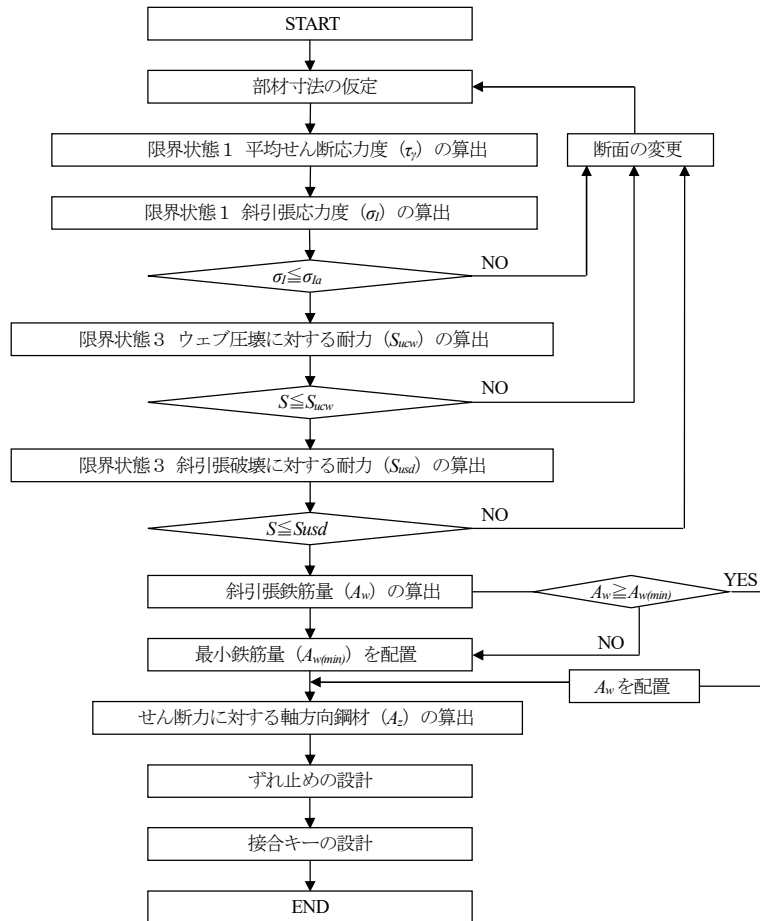 START
部材寸法の仮定
限界状態1 平均せん断応力度（τγ）の算出
断面の変更
限界状態1 斜引張応力度（σI）の算出
σI≦σIa
NO
限界状態3 ウェブ圧壊に対する耐力（Sucw）の算出
S≦Sucw
NO
限界状態3 斜引張破壊に対する耐力（Susd）の算出
S≦Susd
NO
斜引張鉄筋量（Aw）の算出
Aw≧Aw(min)
YES
最小鉄筋量（Aw(min)）を配置
NO
Awを配置
せん断力に対する軸方向鋼材（Az）の算出
ずれ止めの設計
接合キーの設計
END